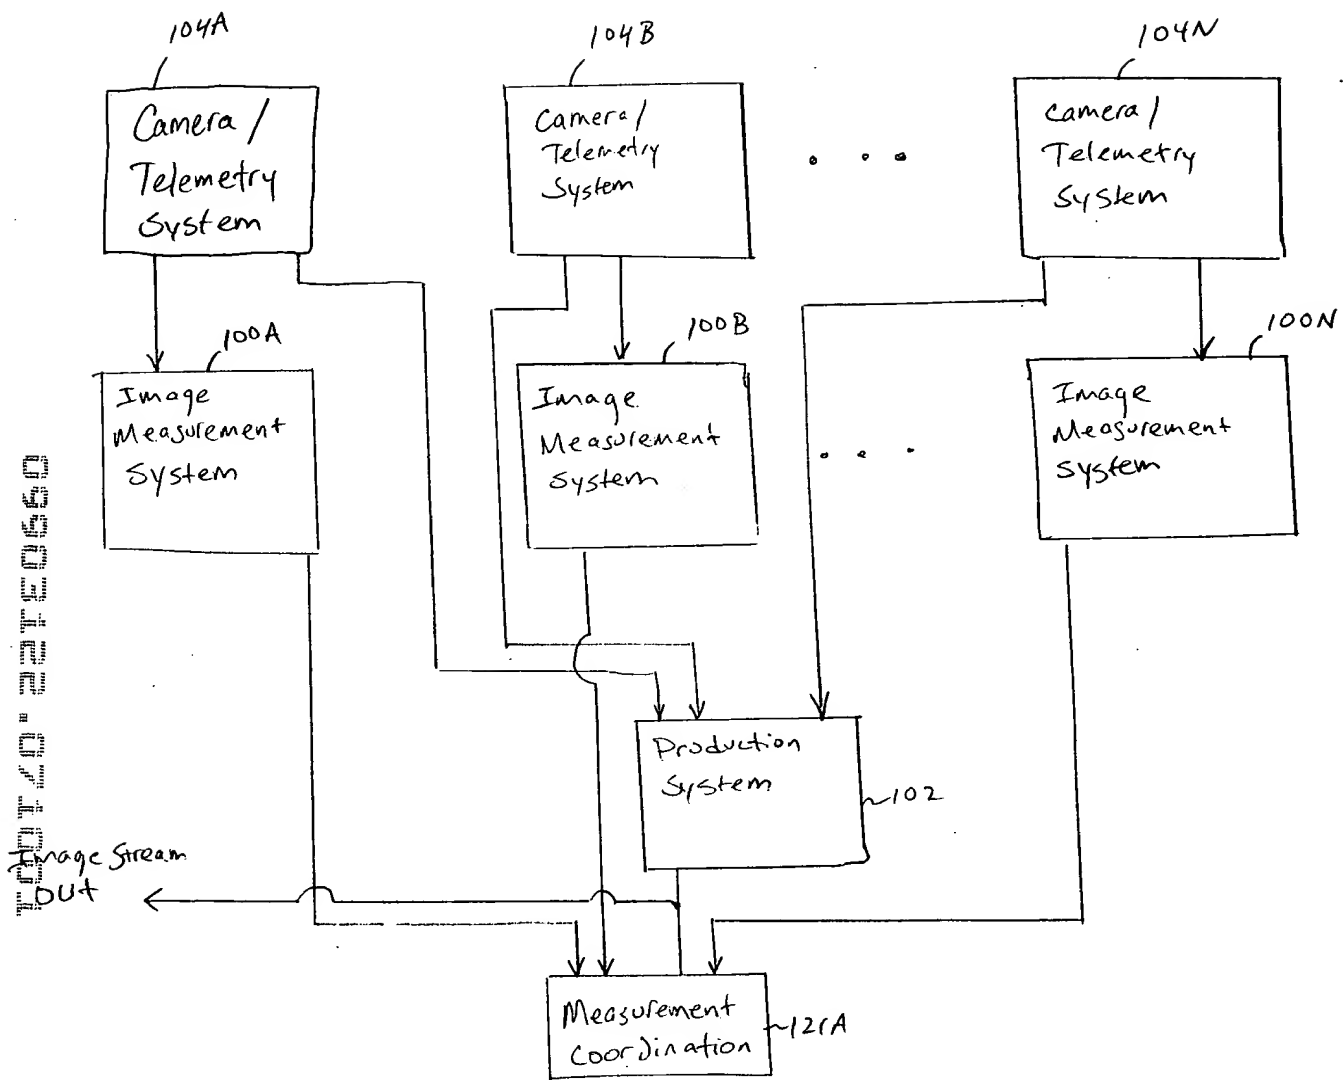 104A
104B
104N
Camera /
Telemetry
System
Camera /
Telemetry
System
Camera /
Telemetry
System
100A
100B
100N
Image
Measurement
System
Image
Measurement
System
Image
Measurement
System
Production
System
102
Image Stream
Out
Measurement
Coordination
121A